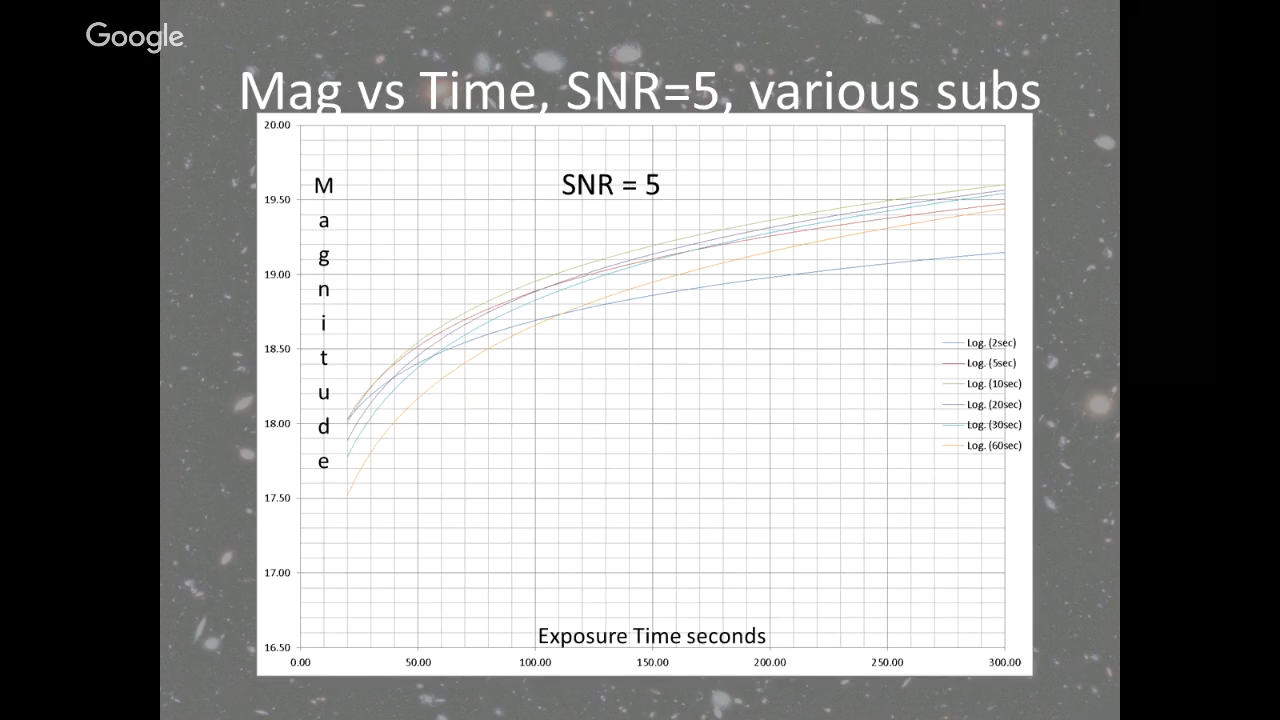 Google
Mag vs Time, SNR=5, various subs
20.00
19.50
19.00
18.50
18.00
17.50
17.00
16.50
M
a
g
n
i
t
u
d
e
SNR = 5
Log. (2sec)
Log. (5sec)
Log. (10sec)
Log. (20sec)
Log. (30sec)
Log. (60sec)
Exposure Time seconds
0.00 50.00 100.00 150.00 200.00 250.00 300.00